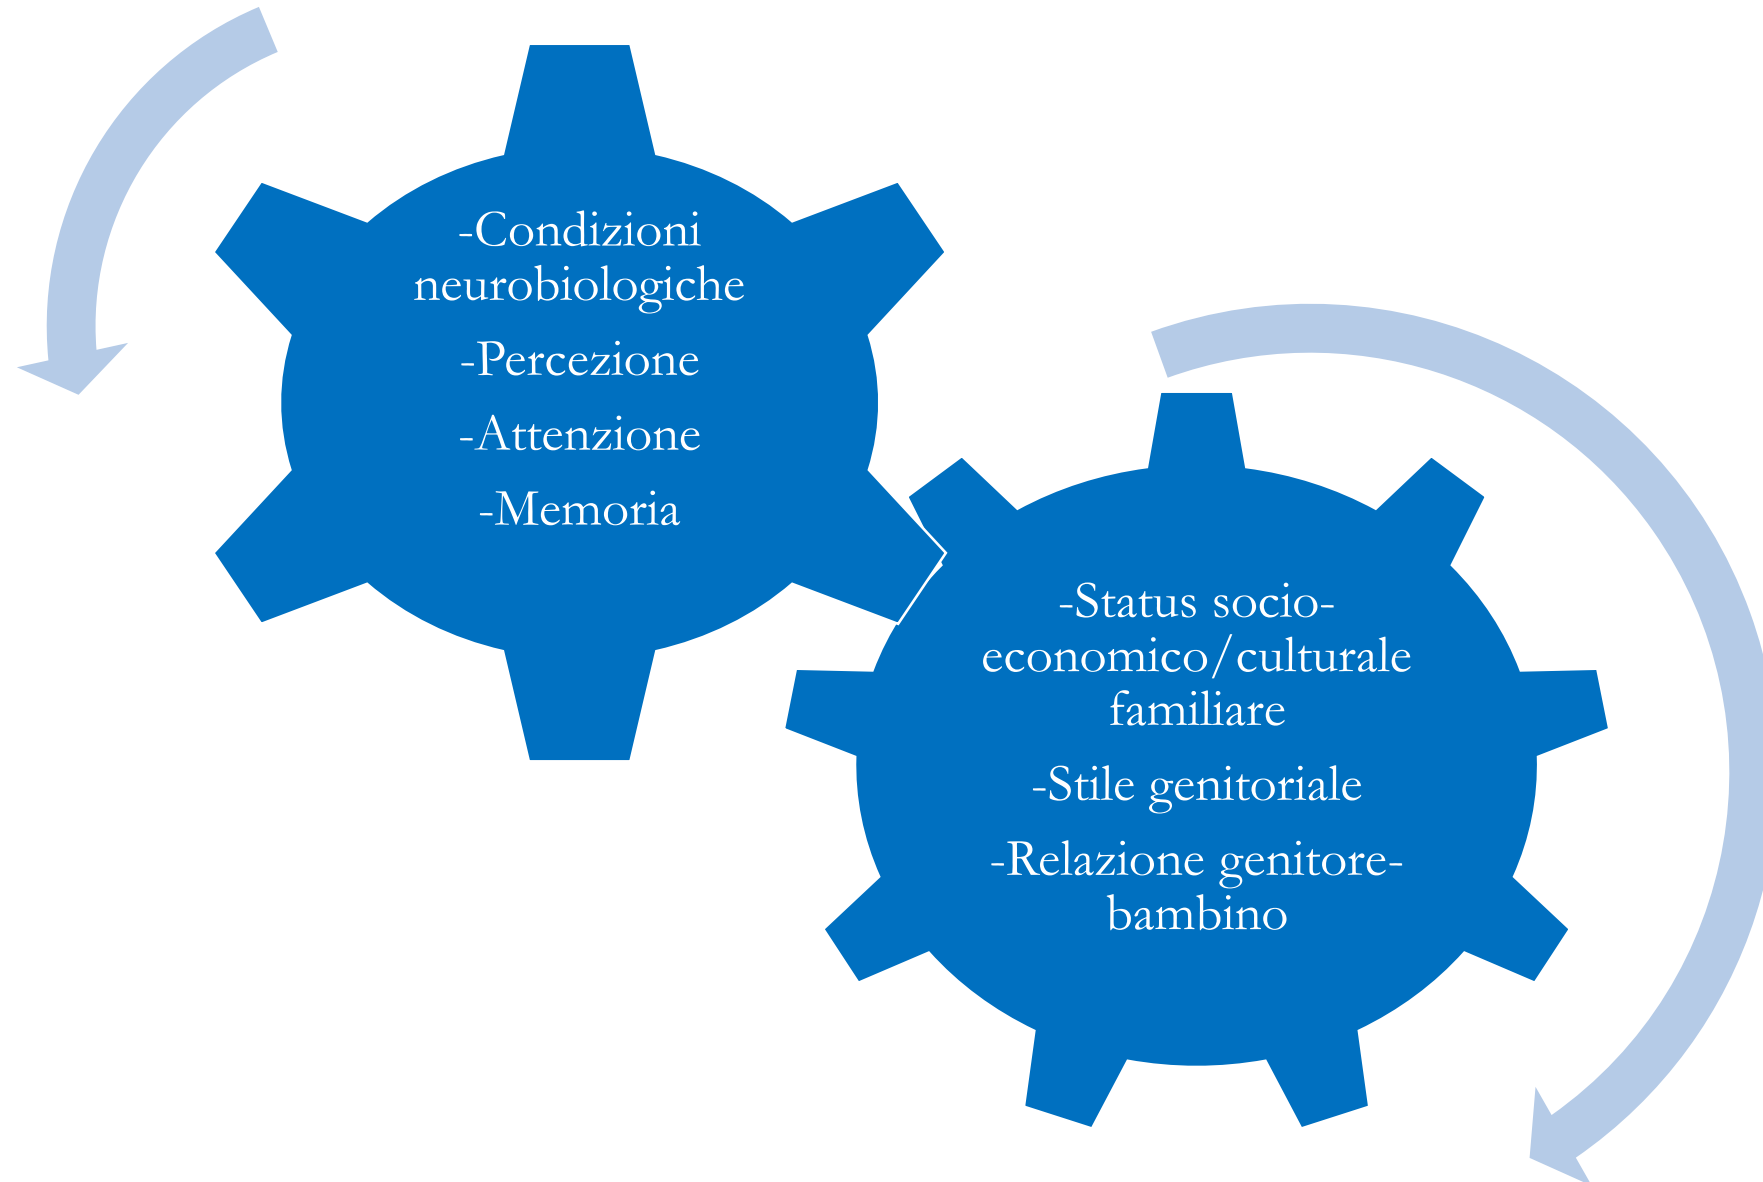 -Condizioni
neurobiologiche
-Percezione
-Attenzione
-Memoria
-Status socio-
economico/culturale
familiare
-Stile genitoriale
-Relazione genitore-
bambino